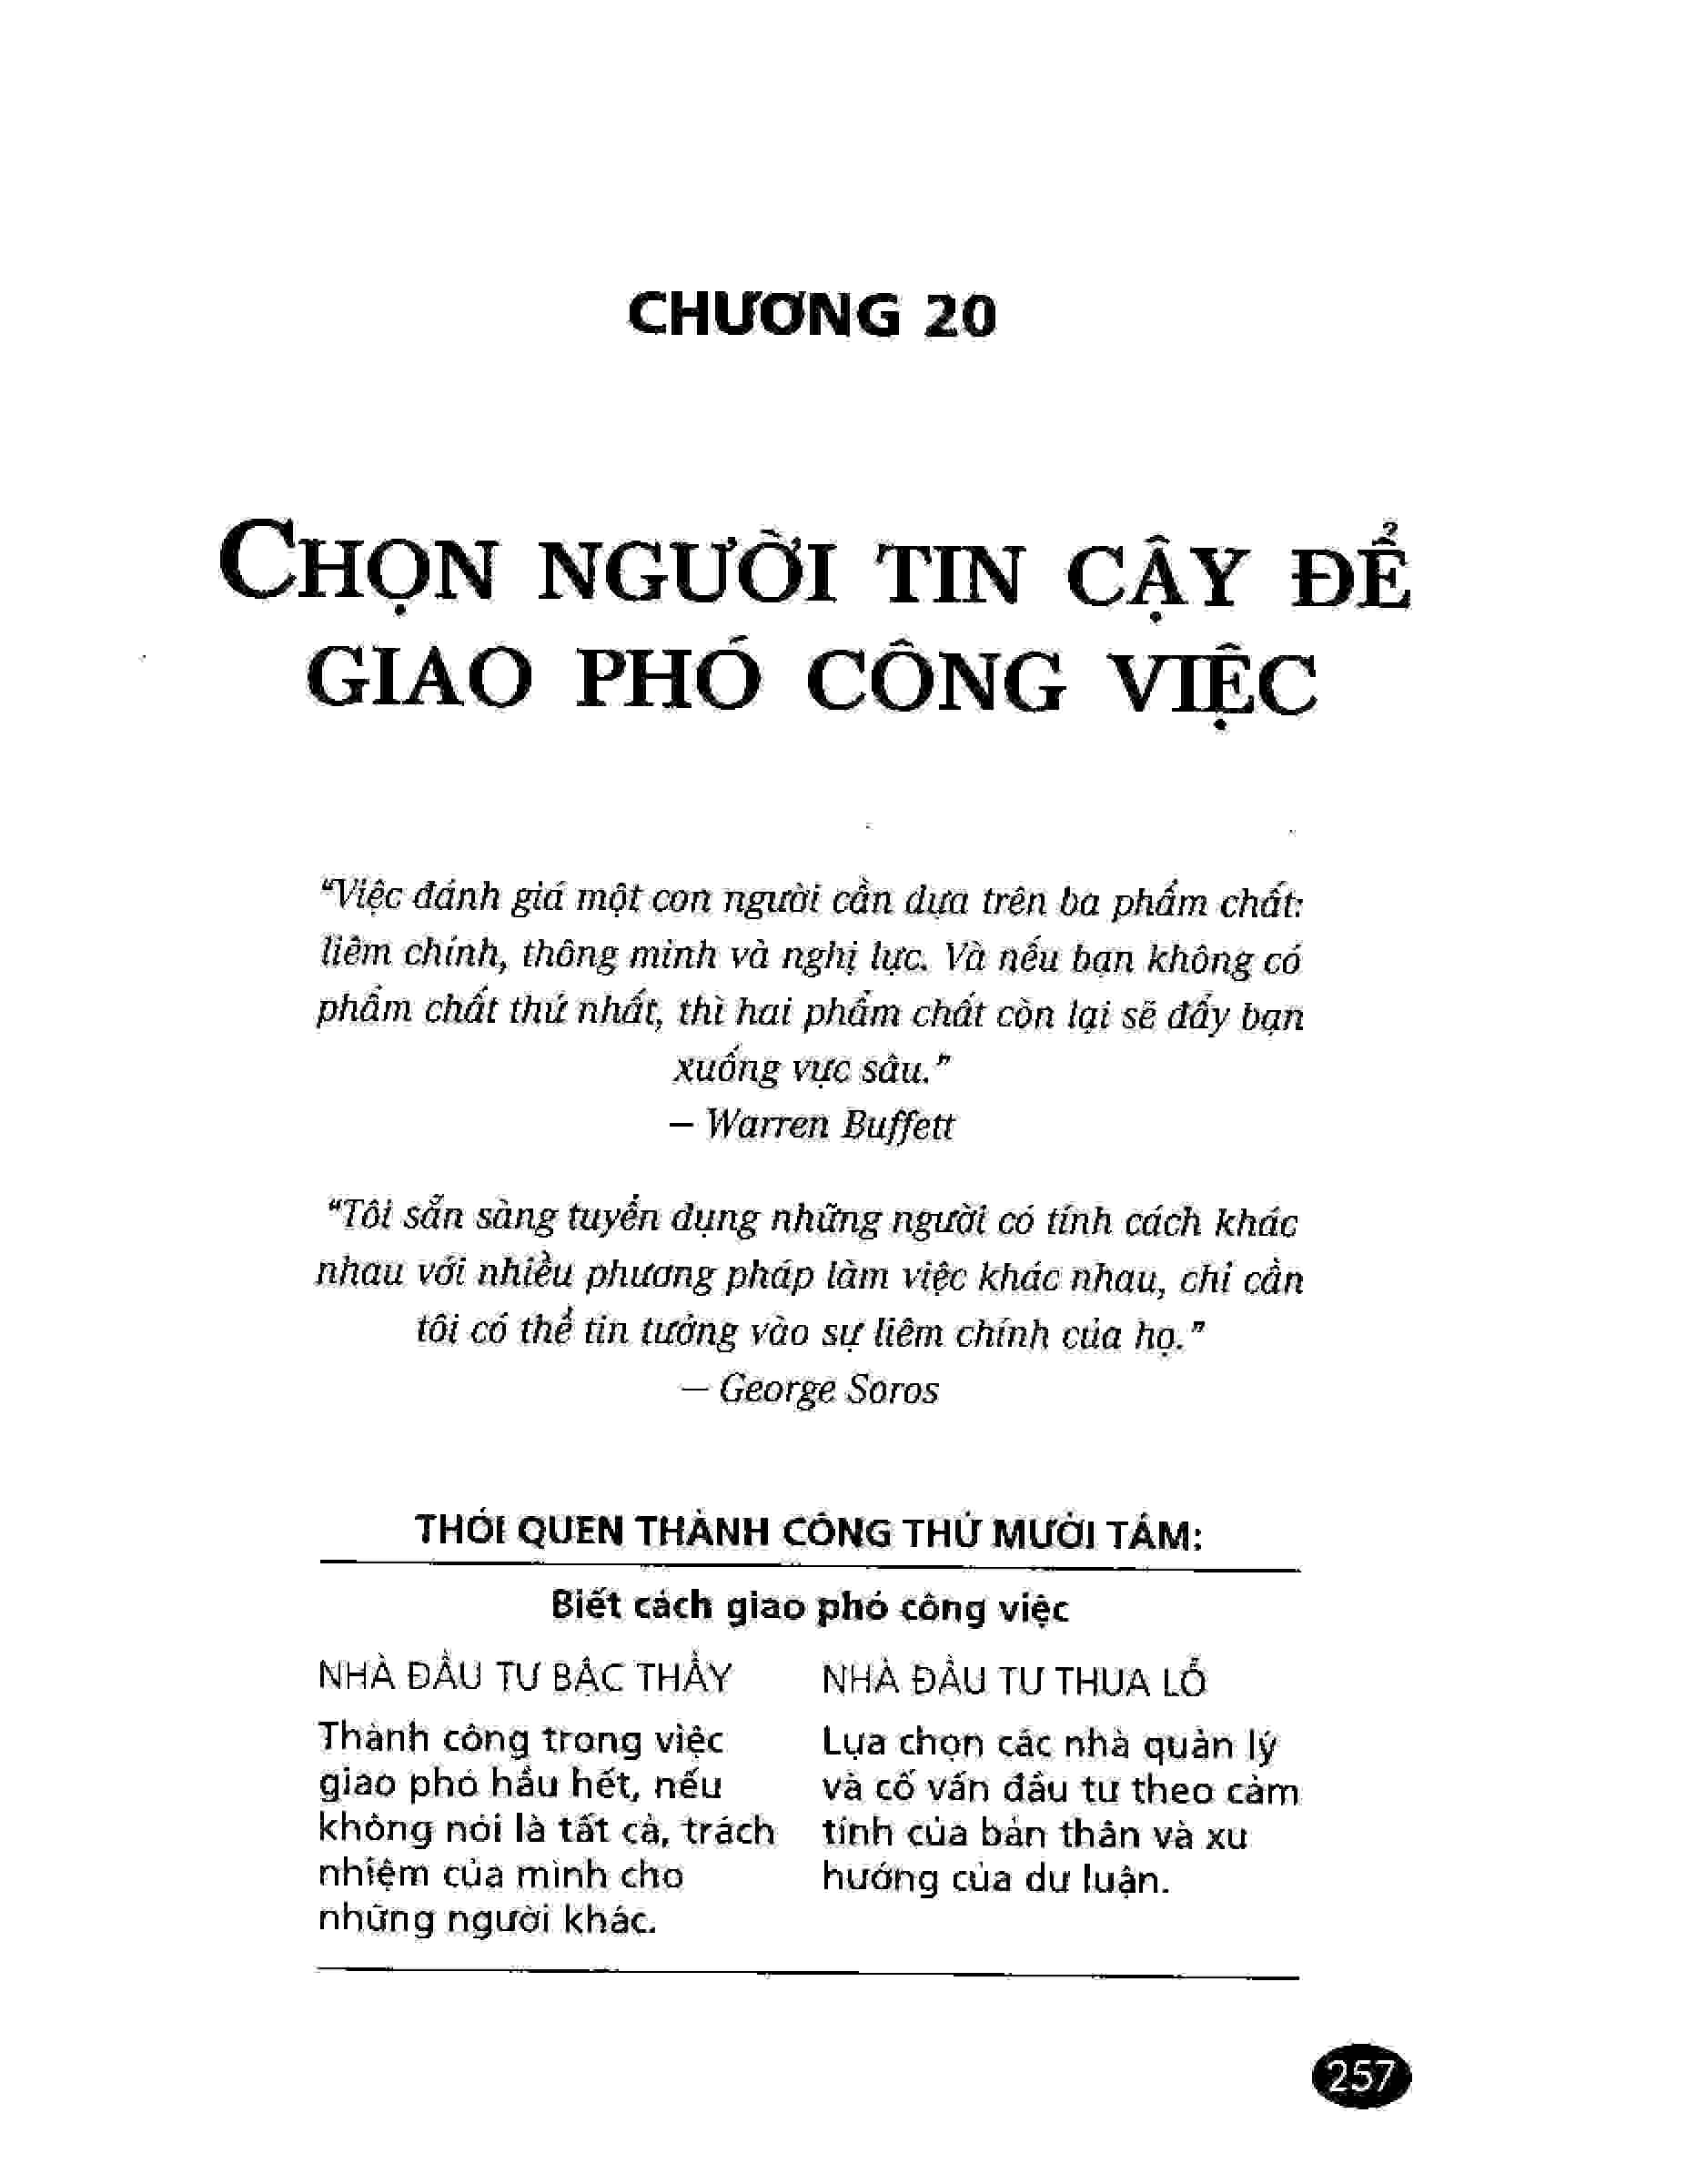 CHƯƠNG 20
CHỌN NGƯỜI TIN CẬY ĐỂ
GIAO PHÓ CÔNG VIỆC
“Việc đánh giá một con người cần dựa trên ba phẩm chất:
liêm chính, thông minh và nghị lực. Và nếu bạn không có
phẩm chất thứ nhất, thì hai phẩm chất còn lại sẽ đẩy bạn
xuống vực sâu.”
– Warren Buffett
“Tôi sẵn sàng tuyển dụng những người có tính cách khác
nhau với nhiều phương pháp làm việc khác nhau, chỉ cần
tôi có thể tin tưởng vào sự liêm chính của họ.”
– George Soros
THÓI QUEN THÀNH CÔNG THỨ MƯỜI TÁM:
Biết cách giao phó công việc
NHÀ ĐẦU TƯ BẬC THẦY
Thành công trong việc
giao phó hầu hết, nếu
không nói là tất cả, trách
nhiệm của mình cho
những người khác.
NHÀ ĐẦU TƯ THUA LỖ
Lựa chọn các nhà quản lý
và cố vấn đầu tư theo cảm
tính của bản thân và xu
hướng của dư luận.
257